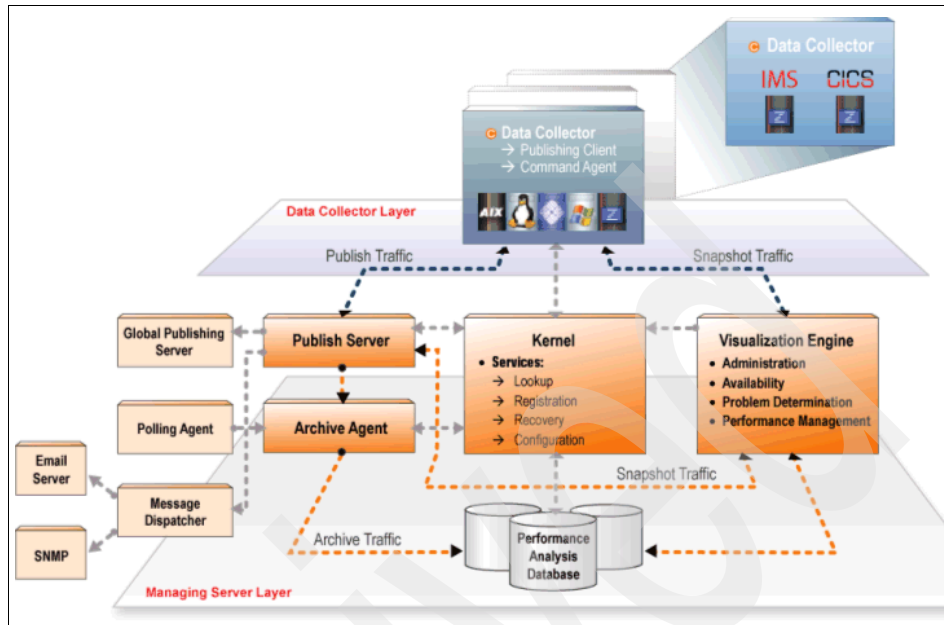 © Data Collector
IMS CICS
Z Z
© Data Collector
→ Publishing Client
→ Command Agent
AIX
Z
Data Collector Layer
Publish Traffic
Snapshot Traffic
Global Publishing
Server
Publish Server
Kernel
• Services:
→ Lookup
→ Registration
→ Recovery
→ Configuration
Visualization Engine
• Administration
• Availability
• Problem Determination
• Performance Management
Polling Agent
Archive Agent
Email
Server
Message
Dispatcher
SNMP
Snapshot Traffic
Archive Traffic
Performance
Analysis
Database
Managing Server Layer